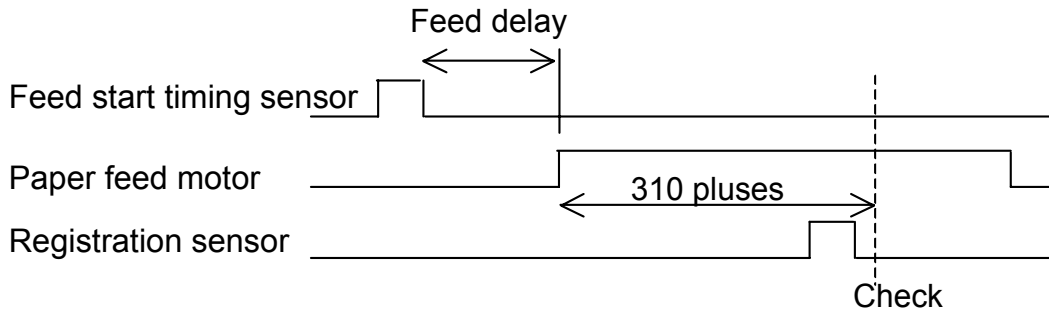 Feed delay
Feed start timing sensor
Paper feed motor
310 pluses
Registration sensor
Check